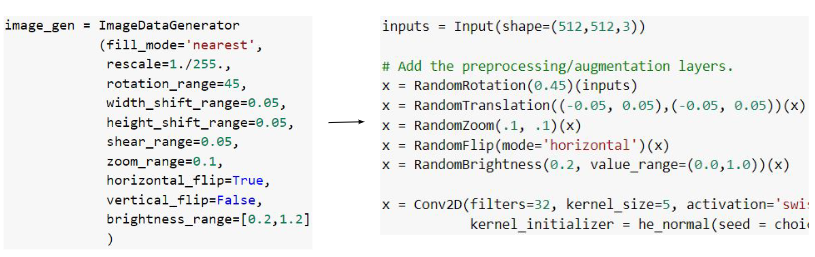 image_gen = ImageDataGenerator
(fill_mode='nearest',
rescale=1./255.,
rotation_range=45,
width_shift_range=0.05,
height_shift_range=0.05,
shear_range=0.05,
zoom_range=0.1,
horizontal_flip=True,
vertical_flip=False,
brightness_range=[0.2,1.2]
)
inputs = Input(shape=(512,512,3))
# Add the preprocessing/augmentation layers.
x = RandomRotation(0.45)(inputs)
x = RandomTranslation((-0.05, 0.05),(-0.05, 0.05))(x)
x = RandomZoom(.1, .1)(x)
x = RandomFlip(mode='horizontal')(x)
x = RandomBrightness(0.2, value_range=(0.0,1.0))(x)
x = Conv2D(filters=32, kernel_size=5, activation='swi
kernel_initializer = he_normal(seed = choi